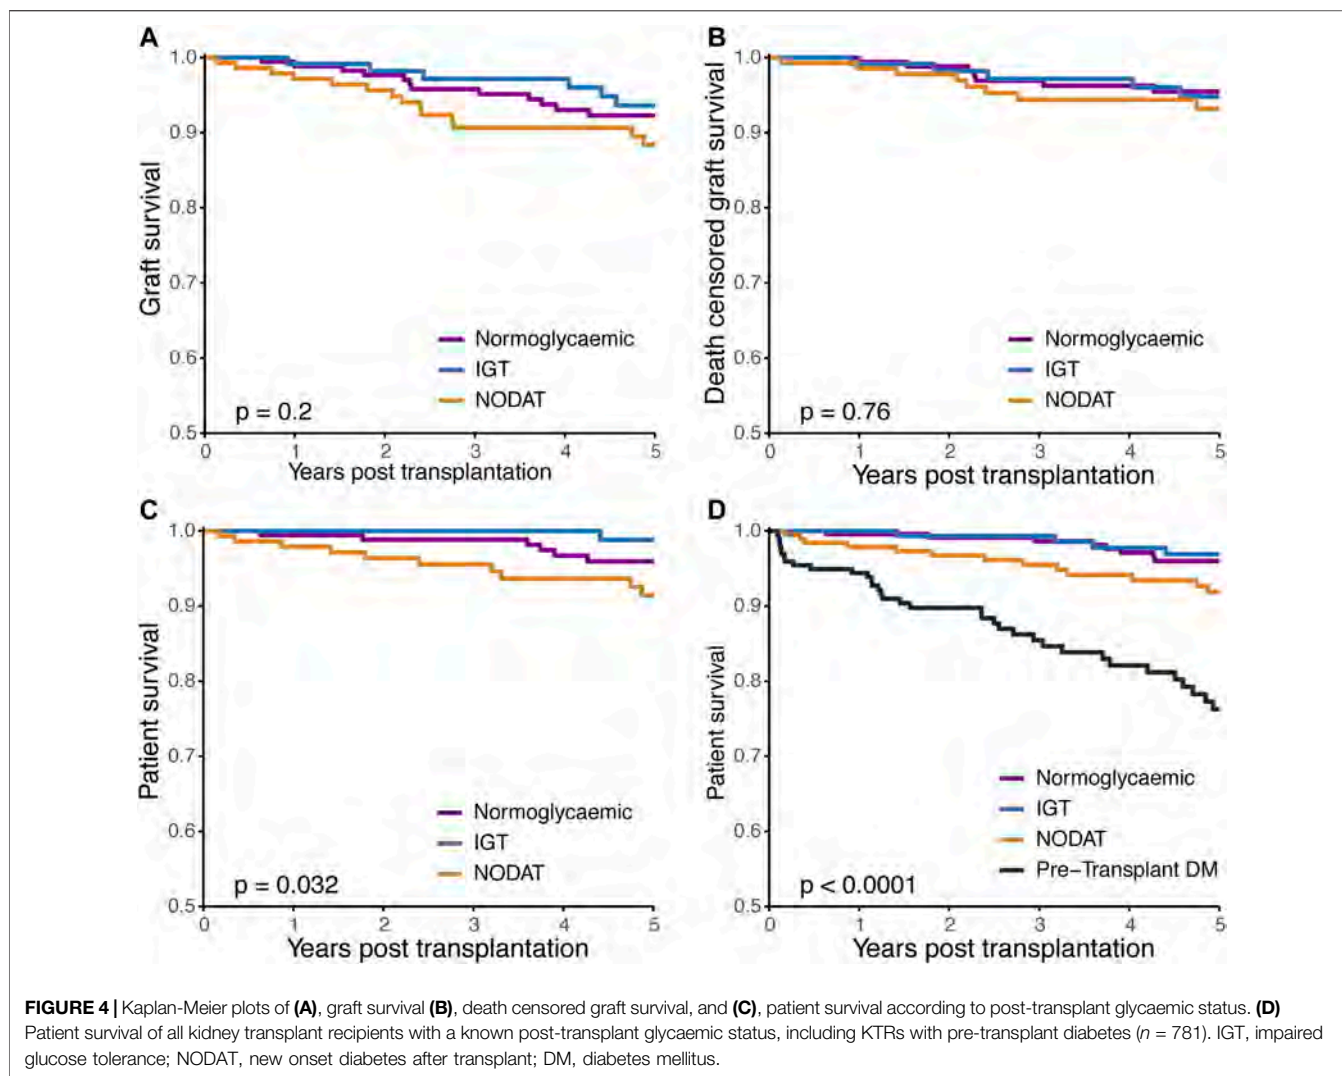 A
1.0
0.9
0.8
0.7
0.6
0.5
Graft survival
Normoglycaemic
IGT
NODAT
p = 0.2
0 1 2 3 4 5
Years post transplantation
B
1.0
0.9
0.8
0.7
0.6
0.5
Death censored graft survival
Normoglycaemic
IGT
NODAT
p = 0.76
0 1 2 3 4 5
Years post transplantation
C
1.0
0.9
0.8
0.7
0.6
0.5
Patient survival
Normoglycaemic
IGT
NODAT
p = 0.032
0 1 2 3 4 5
Years post transplantation
D
1.0
0.9
0.8
0.7
0.6
0.5
Patient survival
Normoglycaemic
IGT
NODAT
Pre-Transplant DM
p < 0.0001
0 1 2 3 4 5
Years post transplantation
FIGURE 4 | Kaplan-Meier plots of (A), graft survival (B), death censored graft survival, and (C), patient survival according to post-transplant glycaemic status. (D)
Patient survival of all kidney transplant recipients with a known post-transplant glycaemic status, including KTRs with pre-transplant diabetes (n = 781). IGT, impaired
glucose tolerance; NODAT, new onset diabetes after transplant; DM, diabetes mellitus.